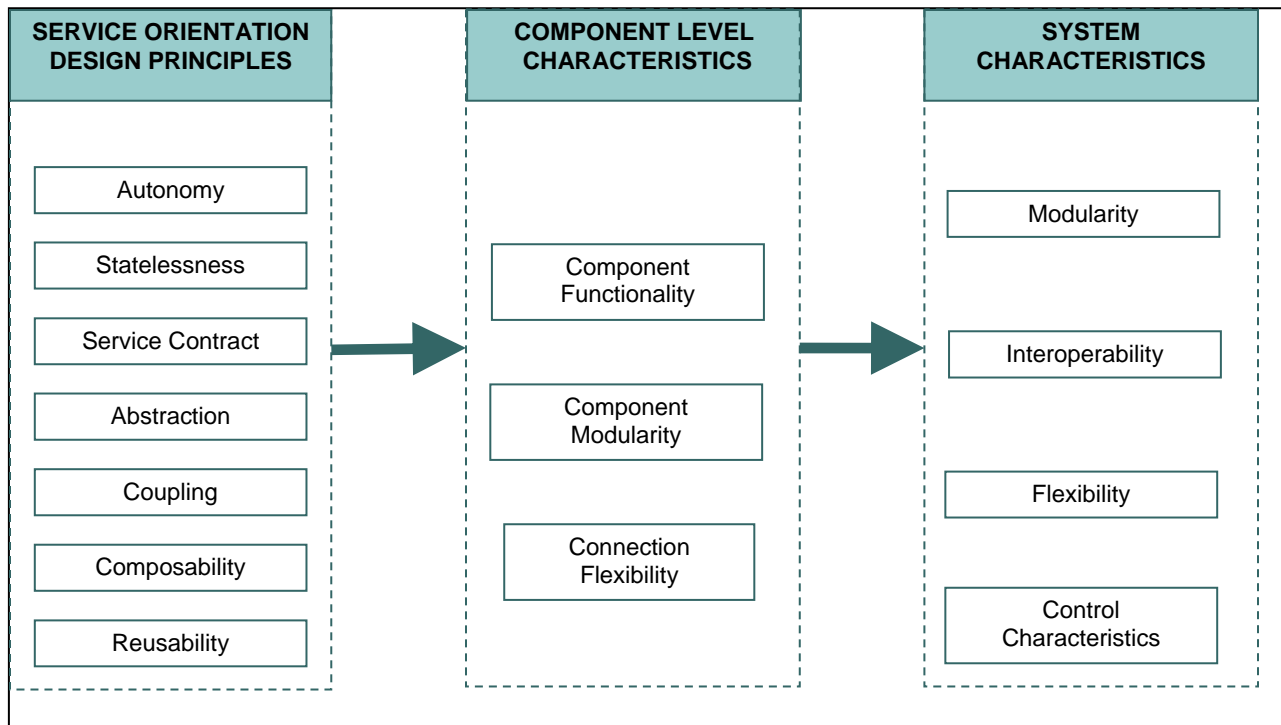 SERVICE ORIENTATION
DESIGN PRINCIPLES
Autonomy
Statelessness
Service Contract
Abstraction
Coupling
Composability
Reusability
COMPONENT LEVEL
CHARACTERISTICS
Component
Functionality
Component
Modularity
Connection
Flexibility
SYSTEM
CHARACTERISTICS
Modularity
Interoperability
Flexibility
Control
Characteristics